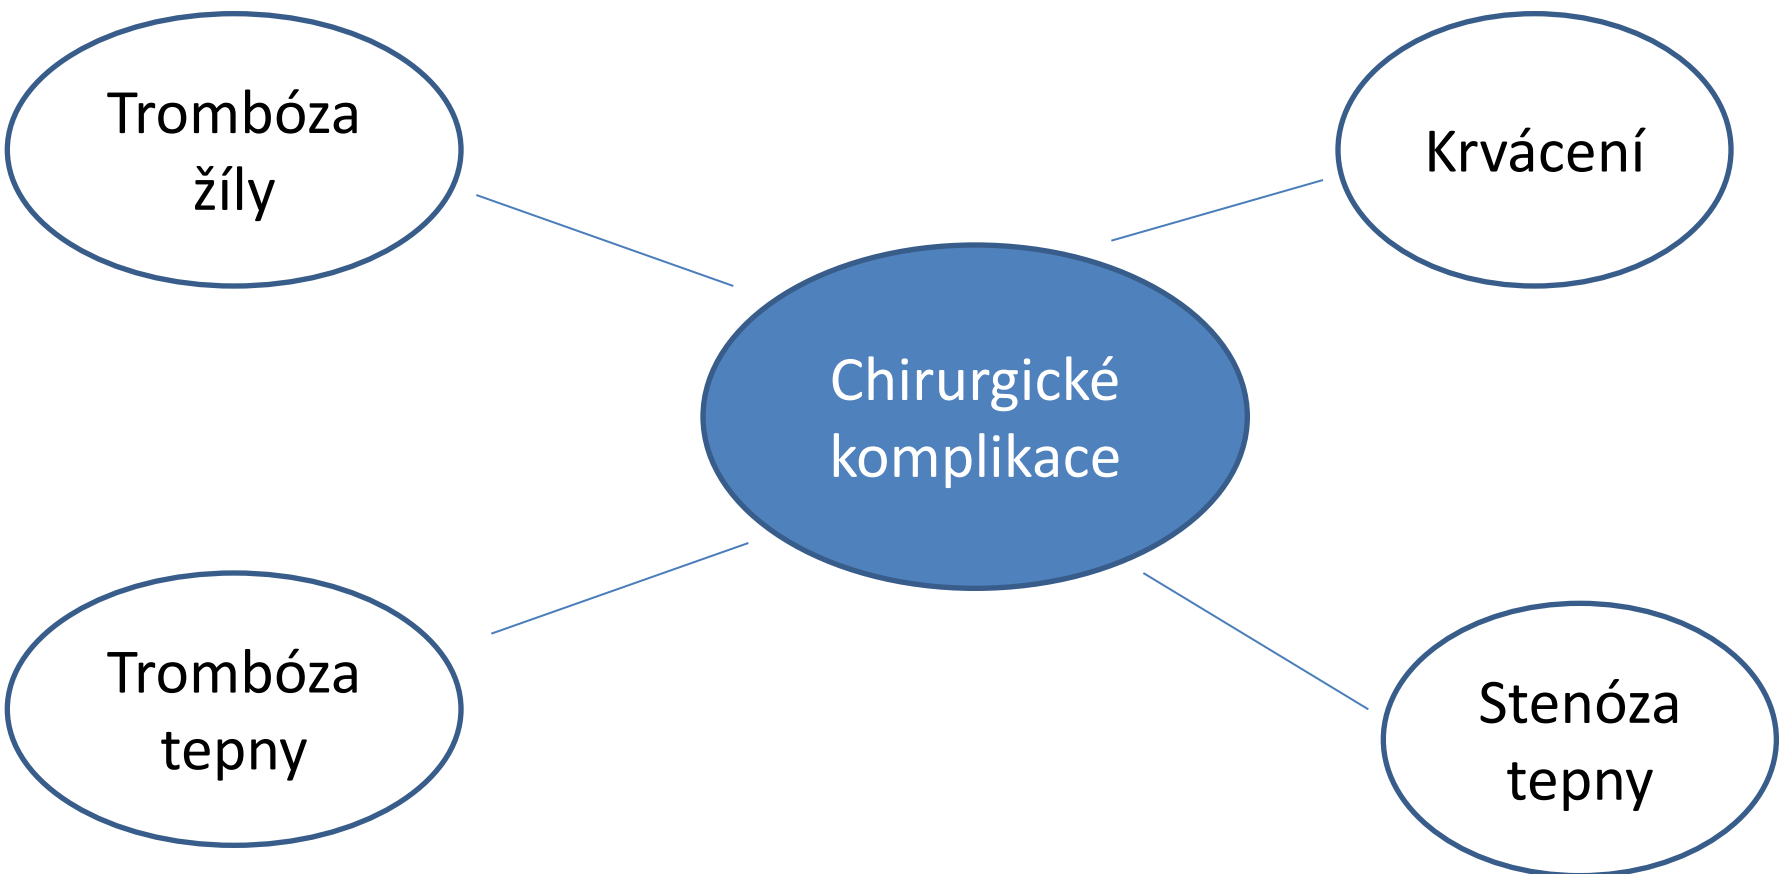 Trombóza
žíly
Krvácení
Chirurgické
komplikace
Trombóza
tepny
Stenóza
tepny